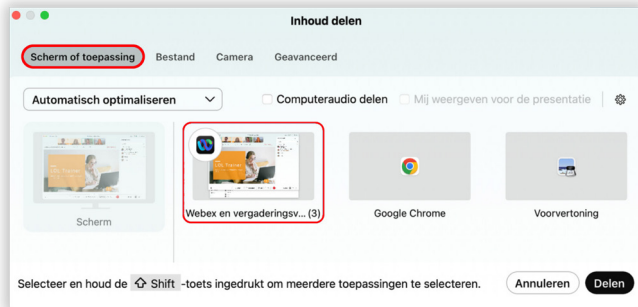 Inhoud delen
Scherm of toepassing Bestand Camera Geavanceerd
Automatisch optimaliseren Computeraudio delen Mij weergeven voor de presentatie
Scherm
Webex en vergaderingsv... (3)
Google Chrome
Voorvertoning
Selecteer en houd de ⇧ Shift -toets ingedrukt om meerdere toepassingen te selecteren. Annuleren Delen